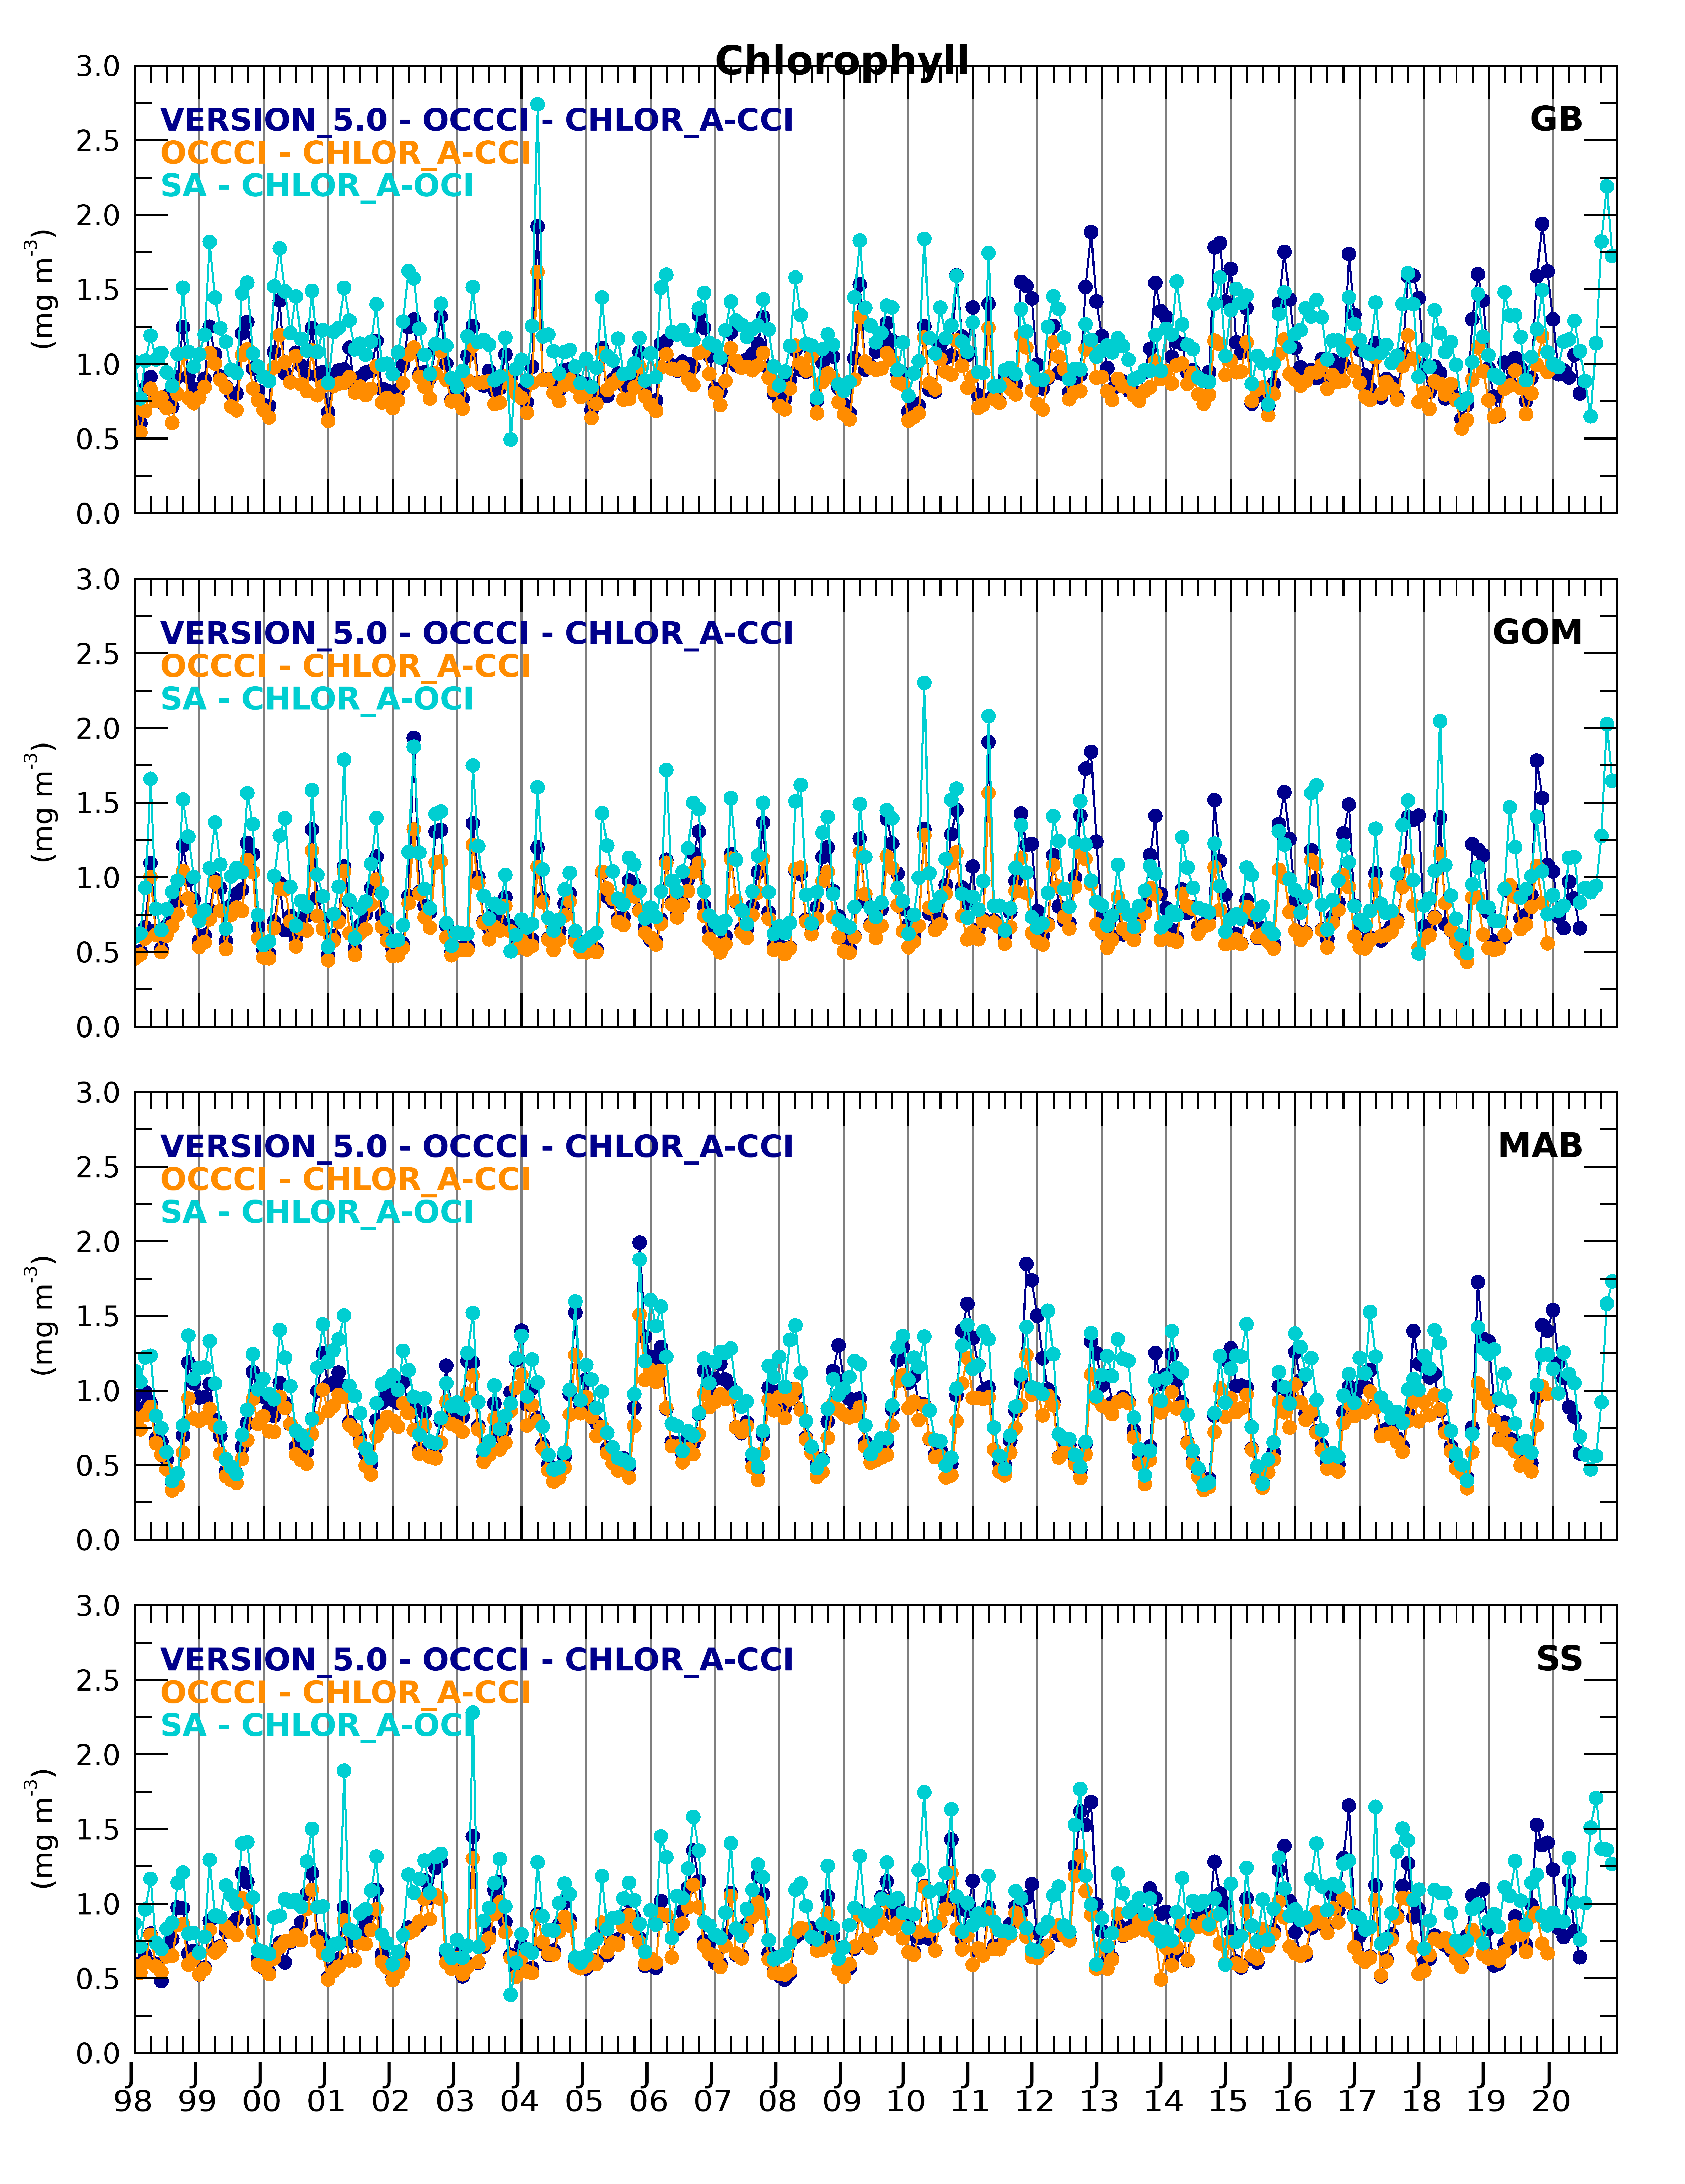 Chlorophyll
3.0
VERSION_5.0 - OCCCI - CHLOR_A-CCI
GB
OCCCI - CHLOR_A-CCI
2.5
SA - CHLOR_A-OCI
2.0
(mg m-3)
1.5
1.0
0.5
0.0
3.0
VERSION_5.0 - OCCCI - CHLOR_A-CCI
GOM
OCCCI - CHLOR_A-CCI
2.5
SA - CHLOR_A-OCI
2.0
(mg m-3)
1.5
1.0
0.5
0.0
3.0
VERSION_5.0 - OCCCI - CHLOR_A-CCI
MAB
OCCCI - CHLOR_A-CCI
2.5
SA - CHLOR_A-OCI
2.0
(mg m-3)
1.5
1.0
0.5
0.0
3.0
VERSION_5.0 - OCCCI - CHLOR_A-CCI
SS
OCCCI - CHLOR_A-CCI
2.5
SA - CHLOR_A-OCI
2.0
(mg m-3)
1.5
1.0
0.5
0.0
J J J J J J J J J J J J J J J J J J J J J J J
98 99 00 01 02 03 04 05 06 07 08 09 10 11 12 13 14 15 16 17 18 19 20